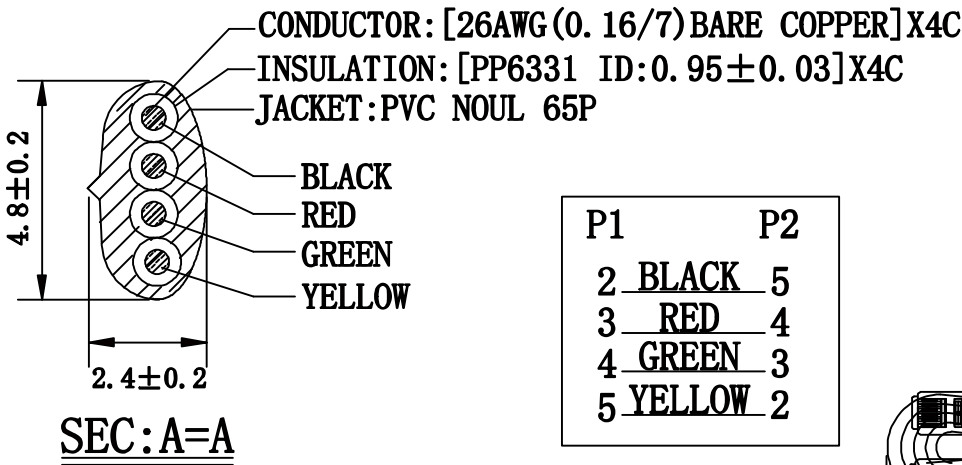 CONDUCTOR:[26AWG(0.16/7)BARE COPPER]X4C
INSULATION:[PP6331 ID:0.95±0.03]X4C
JACKET:PVC NOUL 65P
4.8±0.2
BLACK
RED
GREEN
YELLOW
2.4±0.2
SEC:A=A
P1 P2
2 BLACK 5
3 RED 4
4 GREEN 3
5 YELLOW 2